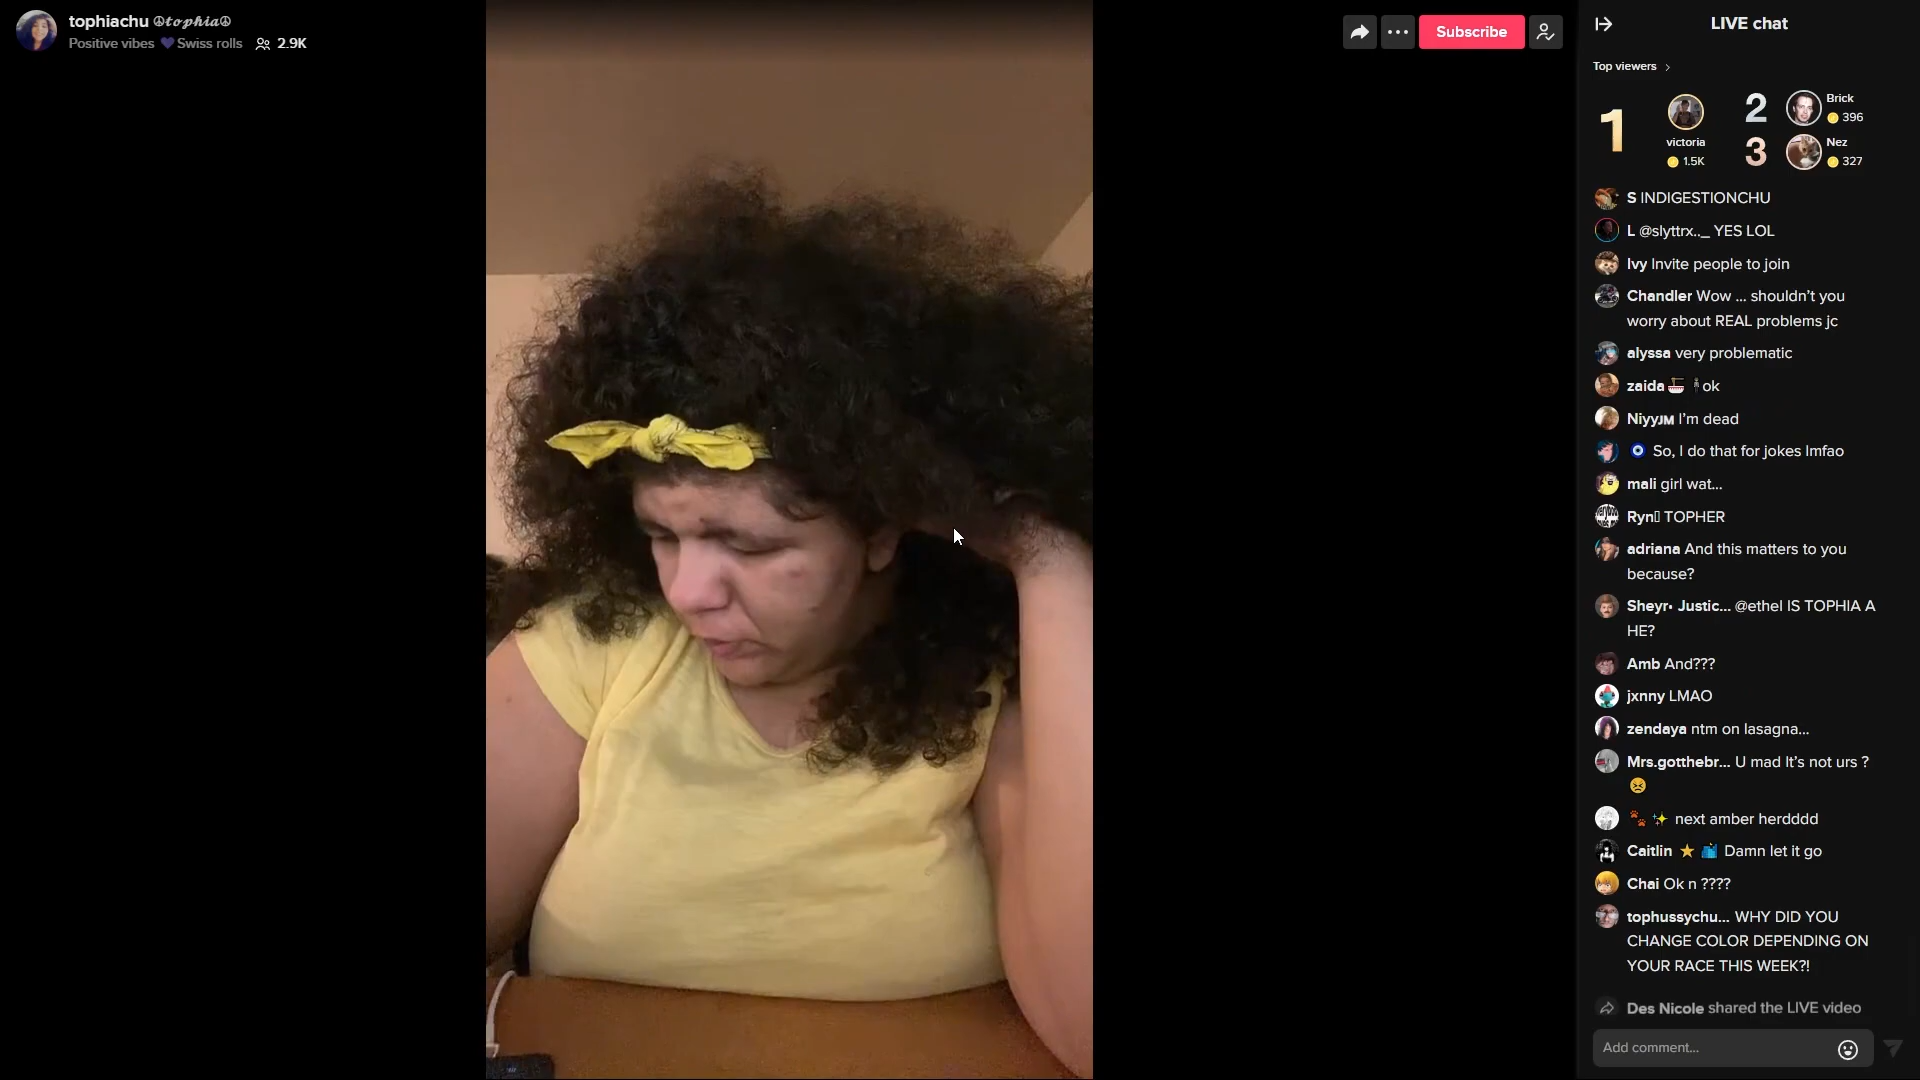 tophiachu ☮𝓽𝓸𝓹𝓱𝓲𝓪☮
Positive vibes 💜Swiss rolls 2.9K
Subscribe
LIVE chat
Top viewers
1
victoria
1.5K
2
Brick
396
3
Nez
327
S INDIGESTIONCHU
L @slyttrx.._ YES LOL
Ivy Invite people to join
Chandler Wow ... shouldn't you
worry about REAL problems jc
alyssa very problematic
zaida🍜🕴ok
NiyyJM I'm dead
🧿 So, I do that for jokes lmfao
mali girl wat...
Ryn▯ TOPHER
adriana And this matters to you
because?
Sheyr• Justic... @ethel IS TOPHIA A
HE?
Amb And???
jxnny LMAO
zendaya ntm on lasagna...
Mrs.gotthebr... U mad It's not urs ?
😣
🐾 ✨ next amber herdddd
Caitlin ★ Damn let it go
Chai Ok n ????
tophussychu... WHY DID YOU
CHANGE COLOR DEPENDING ON
YOUR RACE THIS WEEK?!
Des Nicole shared the LIVE video
Add comment...